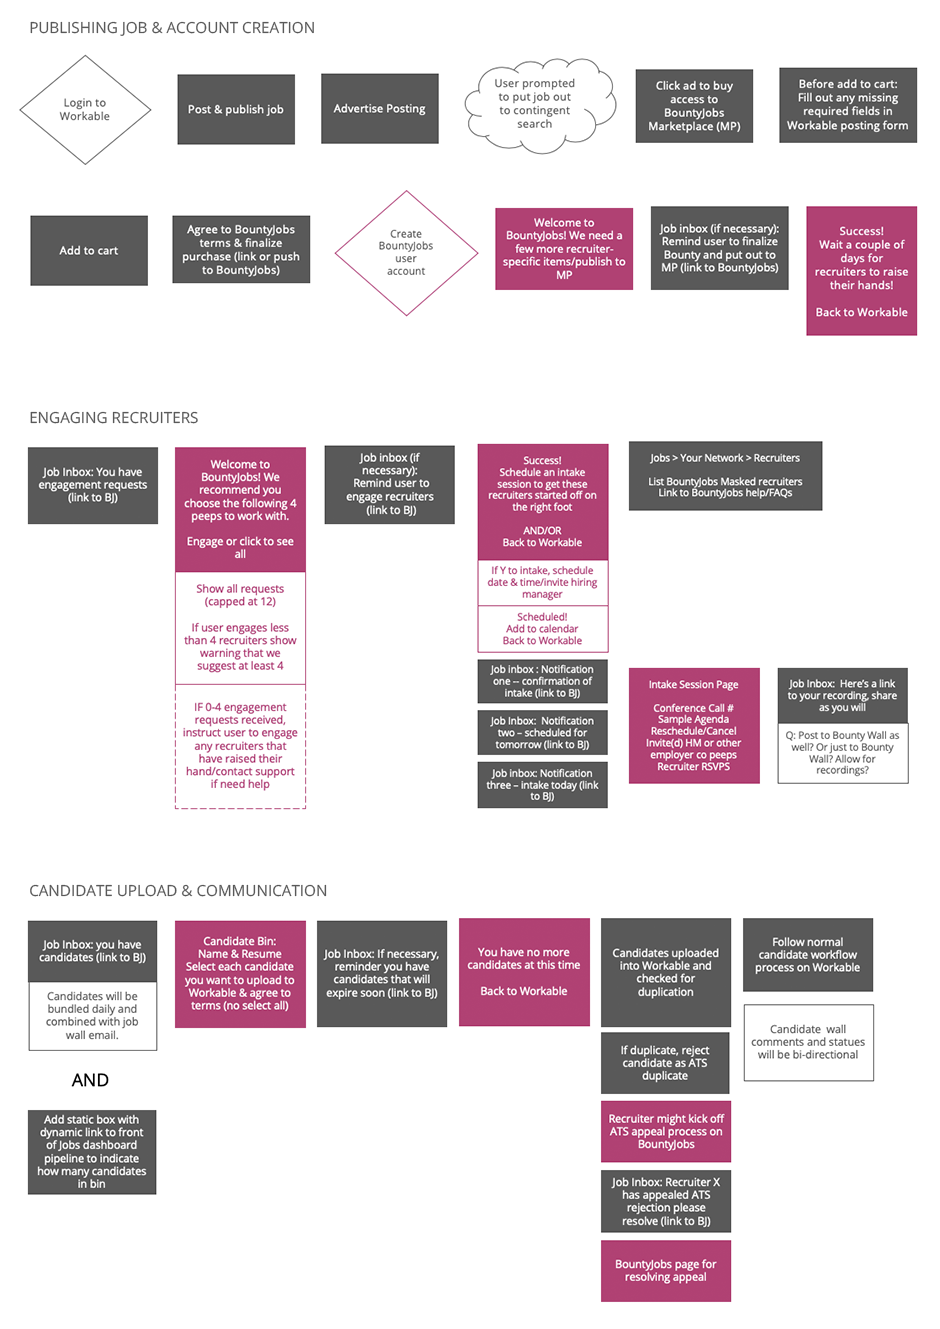 PUBLISHING JOB & ACCOUNT CREATION
Login to
Workable
Post & publish job
Advertise Posting
User prompted
to put job out
to contingent
search
Click ad to buy
access to
BountyJobs
Marketplace (MP)
Before add to cart:
Fill out any missing
required fields in
Workable posting form
Add to cart
Agree to BountyJobs
terms & finalize
purchase (link or push
to BountyJobs)
Create
BountyJobs
user
account
Welcome to
BountyJobs! We need a
few more recruiter-
specific items/publish to
MP
Job inbox (if necessary):
Remind user to finalize
Bounty and put out to
MP (link to BountyJobs)
Success!
Wait a couple of
days for
recruiters to raise
their hands!
Back to Workable
ENGAGING RECRUITERS
Job Inbox: You have
engagement requests
(link to BJ)
Welcome to
BountyJobs! We
recommend you
choose the following 4
peeps to work with.
Engage or click to see
all
Show all requests
(capped at 12)
If user engages less
than 4 recruiters show
warning that we
suggest at least 4
IF 0-4 engagement
requests received,
instruct user to engage
any recruiters that
have raised their
hand/contact support
if need help
Job inbox (if
necessary):
Remind user to
engage recruiters
(link to BJ)
Success!
Schedule an intake
session to get these
recruiters started off on
the right foot
AND/OR
Back to Workable
If Y to intake, schedule
date & time/invite hiring
manager
Scheduled!
Add to calendar
Back to Workable
Job inbox : Notification
one -- confirmation of
intake (link to BJ)
Job Inbox:  Notification
two – scheduled for
tomorrow (link to BJ)
Job inbox: Notification
three – intake today (link
to BJ)
Jobs > Your Network > Recruiters
List BountyJobs Masked recruiters
Link to BountyJobs help/FAQs
Intake Session Page
Conference Call #
Sample Agenda
Reschedule/Cancel
Invite(d) HM or other
employer co peeps
Recruiter RSVPS
Job Inbox:  Here's a link
to your recording, share
as you will
Q: Post to Bounty Wall as
well? Or just to Bounty
Wall? Allow for
recordings?
CANDIDATE UPLOAD & COMMUNICATION
Job Inbox: you have
candidates (link to BJ)
Candidates will be
bundled daily and
combined with job
wall email.
AND
Add static box with
dynamic link to front
of Jobs dashboard
pipeline to indicate
how many candidates
in bin
Candidate Bin:
Name & Resume
Select each candidate
you want to upload to
Workable & agree to
terms (no select all)
Job Inbox: If necessary,
reminder you have
candidates that will
expire soon (link to BJ)
You have no more
candidates at this time
Back to Workable
Candidates uploaded
into Workable and
checked for
duplication
If duplicate, reject
candidate as ATS
duplicate
Recruiter might kick off
ATS appeal process on
BountyJobs
Job Inbox: Recruiter X
has appealed ATS
rejection please
resolve (link to BJ)
BountyJobs page for
resolving appeal
Follow normal
candidate workflow
process on Workable
Candidate  wall
comments and statues
will be bi-directional